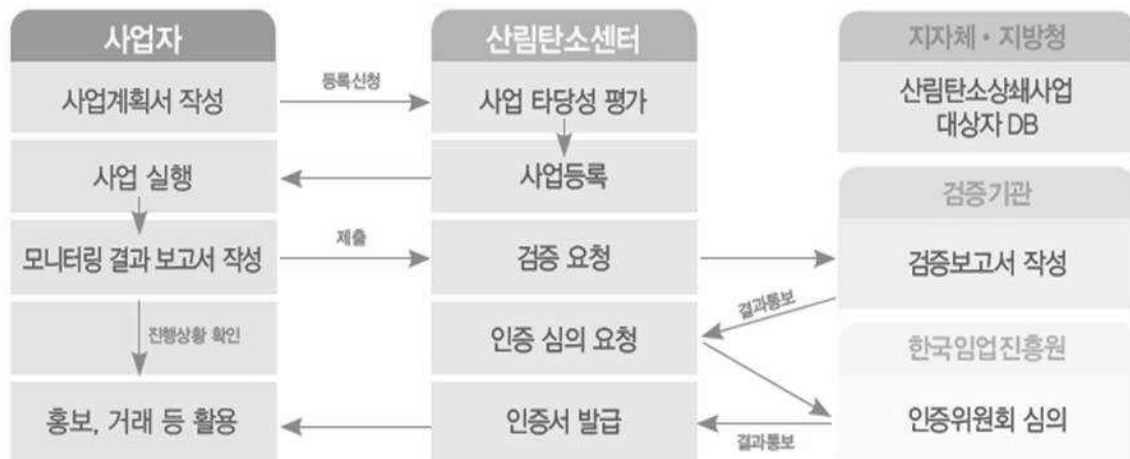 사업자
산림탄소센터
지자체・지방청
사업계획서 작성
등록신청
사업 타당성 평가
산림탄소상쇄사업
대상자 DB
사업 실행
사업등록
검증기관
모니터링 결과 보고서 작성
제출
검증 요청
검증보고서 작성
결과통보
진행상황 확인
인증 심의 요청
한국임업진흥원
홍보, 거래 등 활용
인증서 발급
결과통보
인증위원회 심의